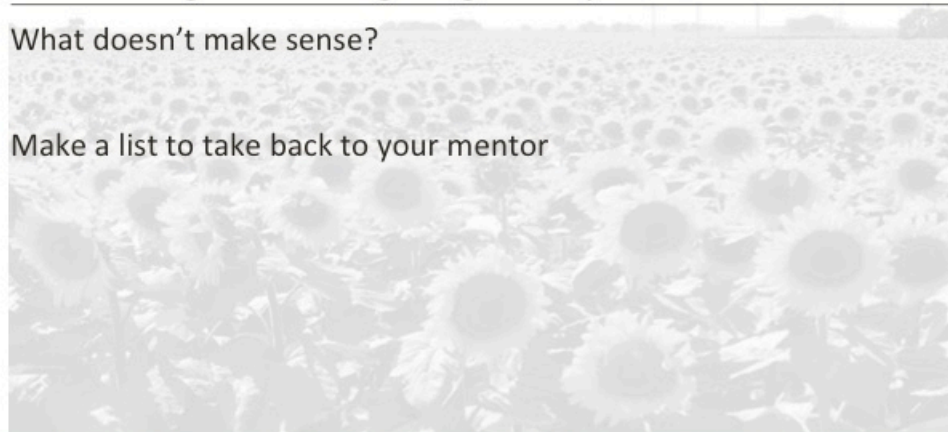 What doesn’t make sense?
Make a list to take back to your mentor